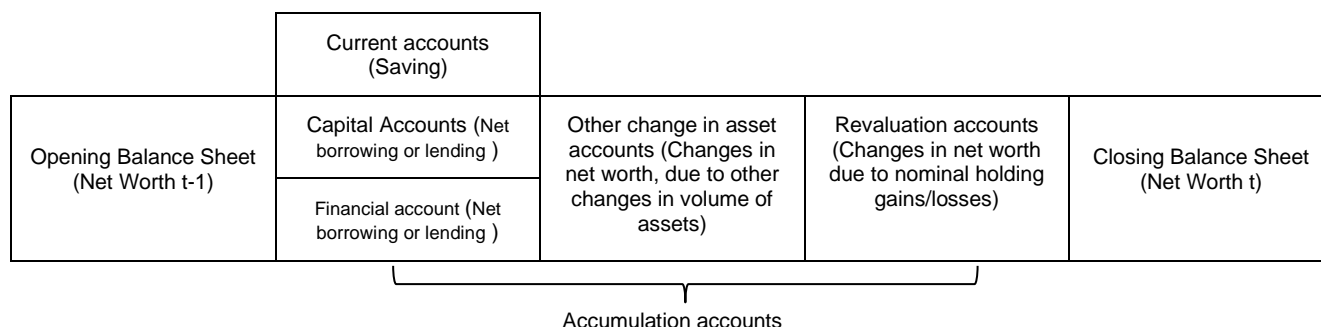 Current accounts
(Saving)
Opening Balance Sheet
(Net Worth t-1)
Capital Accounts (Net
borrowing or lending )
Financial account (Net
borrowing or lending )
Other change in asset
accounts (Changes in
net worth, due to other
changes in volume of
assets)
Revaluation accounts
(Changes in net worth
due to nominal holding
gains/losses)
Closing Balance Sheet
(Net Worth t)
Accumulation accounts